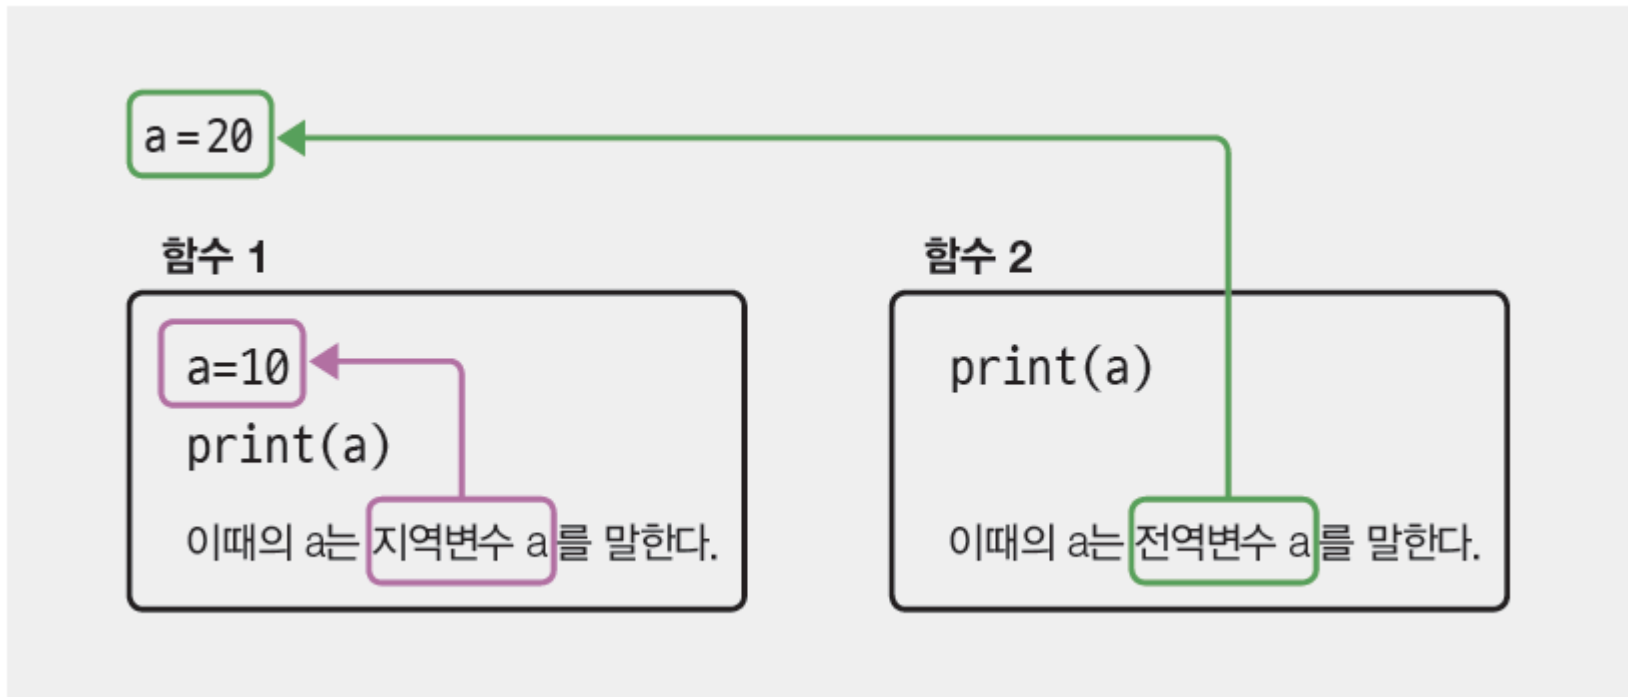 a = 20
함수 1
a=10
print(a)
이때의 a는 지역변수 a를 말한다.
함수 2
print(a)
이때의 a는 전역변수 a를 말한다.